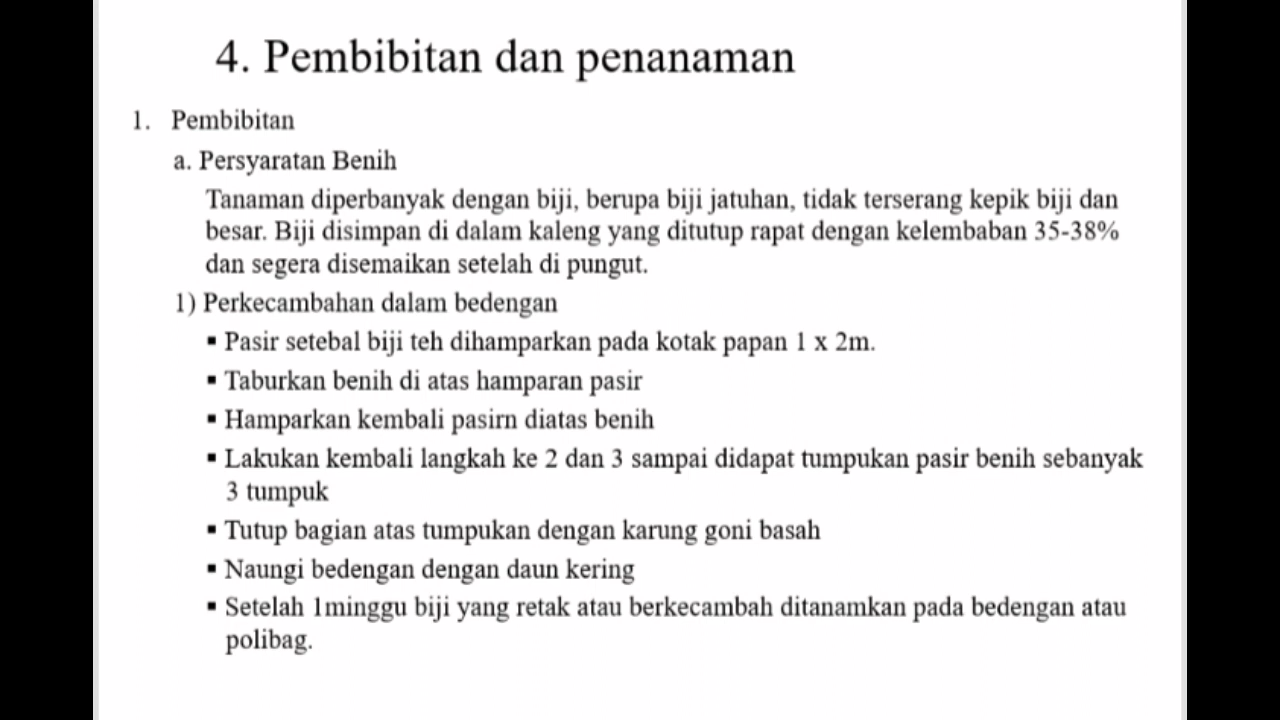 4. Pembibitan dan penanaman
1. Pembibitan
a. Persyaratan Benih
Tanaman diperbanyak dengan biji, berupa biji jatuhan, tidak terserang kepik biji dan
besar. Biji disimpan di dalam kaleng yang ditutup rapat dengan kelembaban 35-38%
dan segera disemaikan setelah di pungut.
1) Perkecambahan dalam bedengan
▪ Pasir setebal biji teh dihamparkan pada kotak papan 1 x 2m.
▪ Taburkan benih di atas hamparan pasir
▪ Hamparkan kembali pasirn diatas benih
▪ Lakukan kembali langkah ke 2 dan 3 sampai didapat tumpukan pasir benih sebanyak
3 tumpuk
▪ Tutup bagian atas tumpukan dengan karung goni basah
▪ Naungi bedengan dengan daun kering
▪ Setelah 1minggu biji yang retak atau berkecambah ditanamkan pada bedengan atau
polibag.